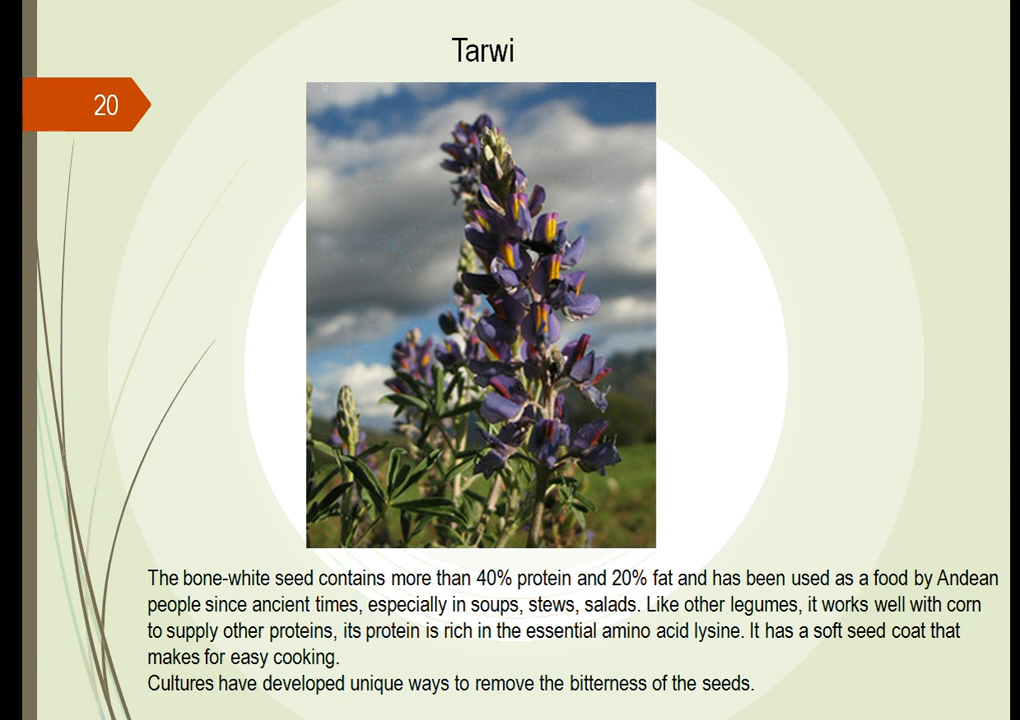 Tarwi
20
The bone-white seed contains more than 40% protein and 20% fat and has been used as a food by Andean
people since ancient times, especially in soups, stews, salads. Like other legumes, it works well with corn
to supply other proteins, its protein is rich in the essential amino acid lysine. It has a soft seed coat that
makes for easy cooking.
Cultures have developed unique ways to remove the bitterness of the seeds.